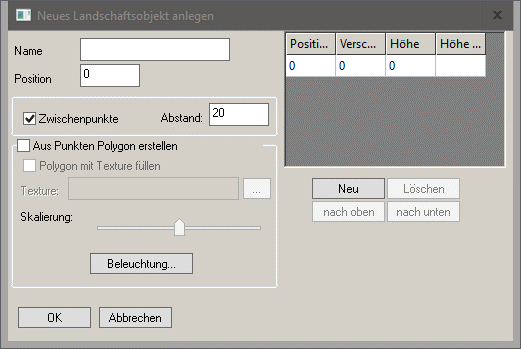 Neues Landschaftsobjekt anlegen
Name
Position 0
Zwischenpunkte Abstand: 20
Aus Punkten Polygon erstellen
Polygon mit Texture füllen
Texture: ...
Skalierung:
Beleuchtung...
OK Abbrechen
Positi... Versc... Höhe Höhe ...
0 0 0
Neu Löschen
nach oben nach unten